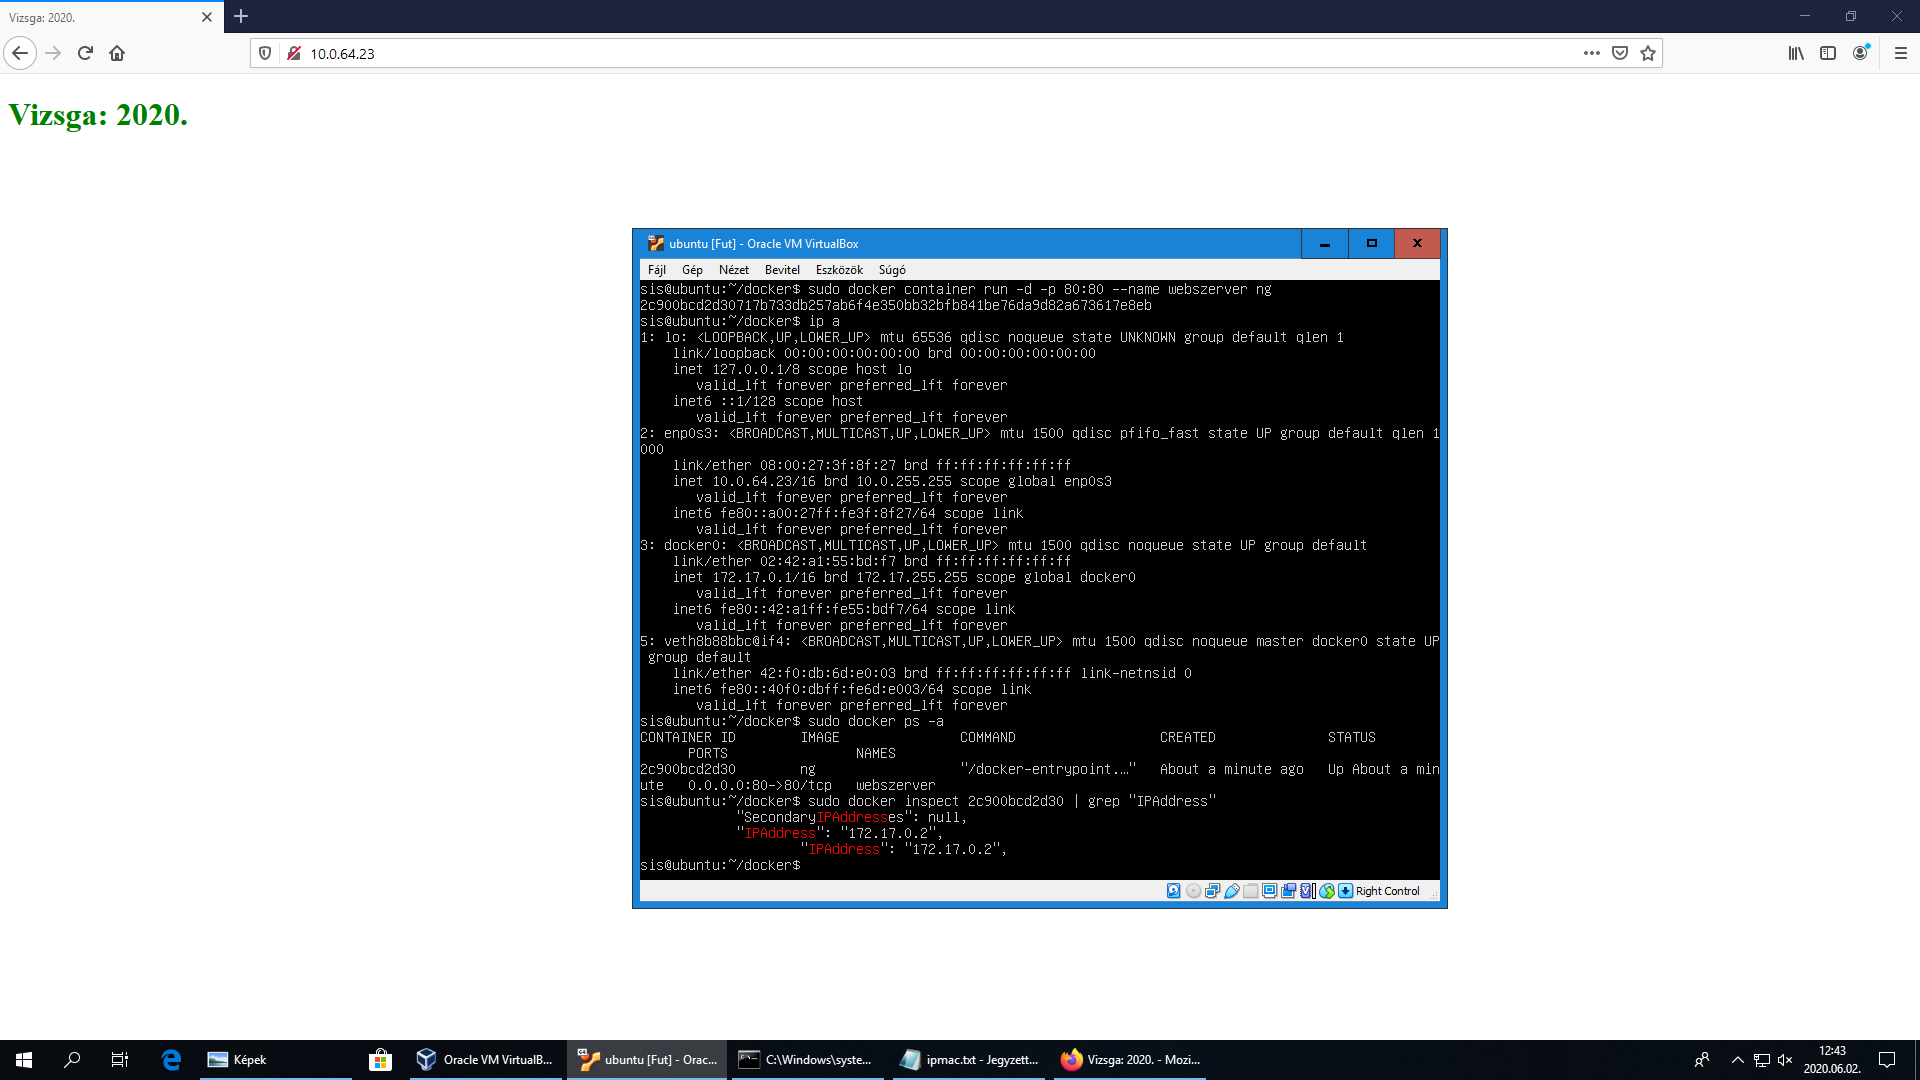 Vizsga: 2020.
10.0.64.23
Vizsga: 2020.
ubuntu [Fut] - Oracle VM VirtualBox
Fájl Gép Nézet Bevitel Eszközök Súgó
sis@ubuntu:~/docker$ sudo docker container run -d -p 80:80 --name webszerver ng
2c900bcd2d30717b733db257ab6f4e350bb32bfb841be76da9d82a673617e8eb
sis@ubuntu:~/docker$ ip a
1: lo: <LOOPBACK,UP,LOWER_UP> mtu 65536 qdisc noqueue state UNKNOWN group default qlen 1
link/loopback 00:00:00:00:00:00 brd 00:00:00:00:00:00
inet 127.0.0.1/8 scope host lo
valid_lft forever preferred_lft forever
inet6 ::1/128 scope host
valid_lft forever preferred_lft forever
2: enp0s3: <BROADCAST,MULTICAST,UP,LOWER_UP> mtu 1500 qdisc pfifo_fast state UP group default qlen 1
000
link/ether 08:00:27:3f:8f:27 brd ff:ff:ff:ff:ff:ff
inet 10.0.64.23/16 brd 10.0.255.255 scope global enp0s3
valid_lft forever preferred_lft forever
inet6 fe80::a00:27ff:fe3f:8f27/64 scope link
valid_lft forever preferred_lft forever
3: docker0: <BROADCAST,MULTICAST,UP,LOWER_UP> mtu 1500 qdisc noqueue state UP group default
link/ether 02:42:a1:55:bd:f7 brd ff:ff:ff:ff:ff:ff
inet 172.17.0.1/16 brd 172.17.255.255 scope global docker0
valid_lft forever preferred_lft forever
inet6 fe80::42:a1ff:fe55:bdf7/64 scope link
valid_lft forever preferred_lft forever
5: veth8b88bbc@if4: <BROADCAST,MULTICAST,UP,LOWER_UP> mtu 1500 qdisc noqueue master docker0 state UP
group default
link/ether 42:f0:db:6d:e0:03 brd ff:ff:ff:ff:ff:ff link-netnsid 0
inet6 fe80::40f0:dbff:fe6d:e003/64 scope link
valid_lft forever preferred_lft forever
sis@ubuntu:~/docker$ sudo docker ps -a
CONTAINER ID IMAGE COMMAND CREATED STATUS
PORTS NAMES
2c900bcd2d30 ng "/docker-entrypoint.…" About a minute ago Up About a min
ute 0.0.0.0:80->80/tcp webszerver
sis@ubuntu:~/docker$ sudo docker inspect 2c900bcd2d30 | grep "IPAddress"
"SecondaryIPAddresses": null,
"IPAddress": "172.17.0.2",
"IPAddress": "172.17.0.2",
sis@ubuntu:~/docker$
Right Control
Képek Oracle VM VirtualB... ubuntu [Fut] - Orac... C:\Windows\syste... ipmac.txt - Jegyzett... Vizsga: 2020. - Mozi... 12:43
2020.06.02.